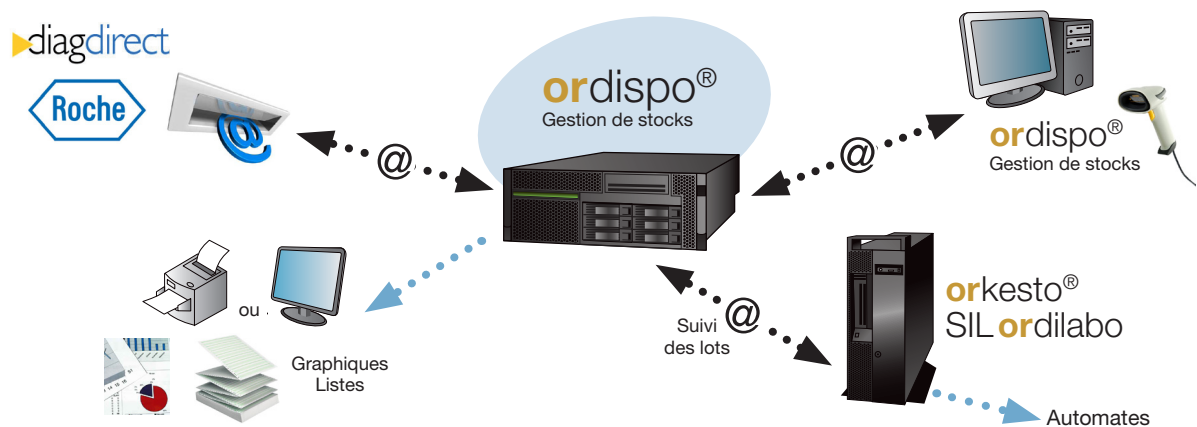 diagdirect
Roche
@
ordispo®
Gestion de stocks
@
@
ordispo®
Gestion de stocks
ou
Graphiques
Listes
Suivi
des lots
@
orkesto®
SIL ordilabo
Automates